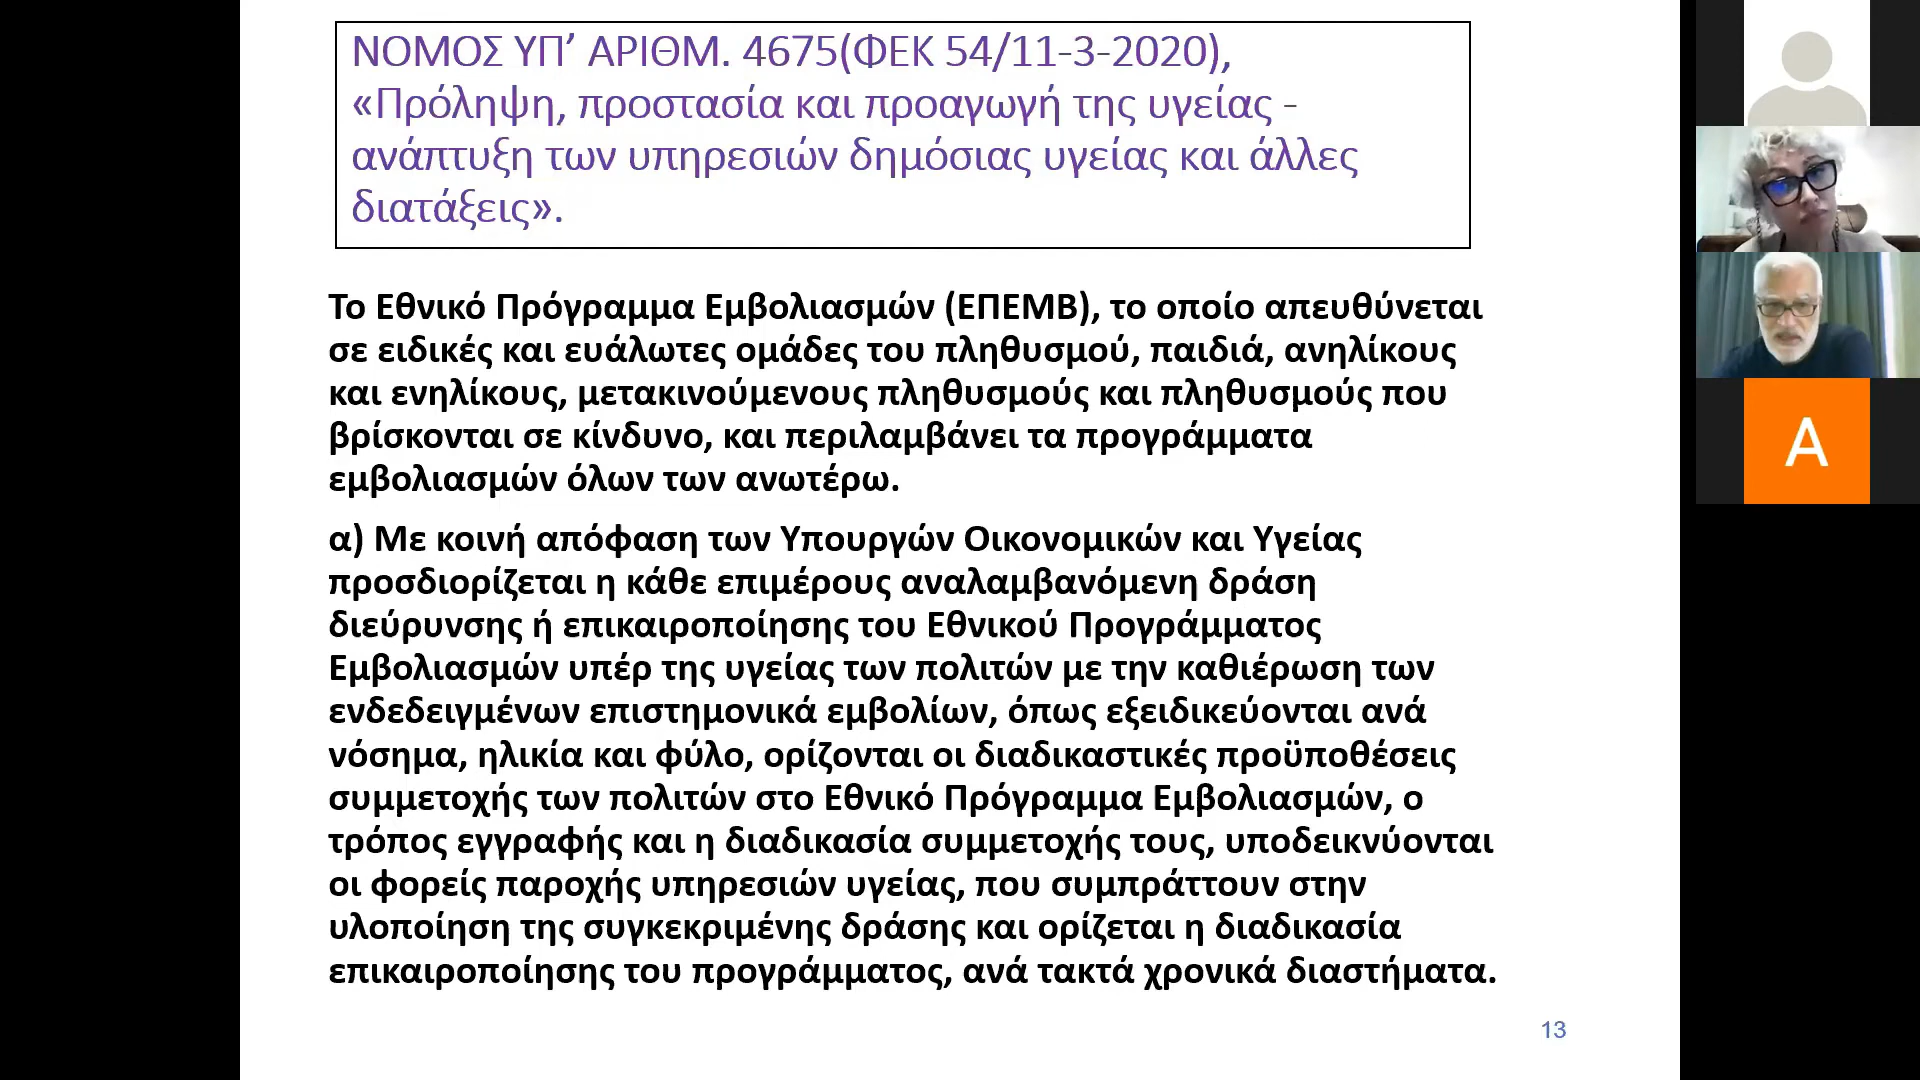 ΝΟΜΟΣ ΥΠ’ ΑΡΙΘΜ. 4675(ΦΕΚ 54/11-3-2020),
«Πρόληψη, προστασία και προαγωγή της υγείας -
ανάπτυξη των υπηρεσιών δημόσιας υγείας και άλλες
διατάξεις».
Το Εθνικό Πρόγραμμα Εμβολιασμών (ΕΠΕΜΒ), το οποίο απευθύνεται
σε ειδικές και ευάλωτες ομάδες του πληθυσμού, παιδιά, ανηλίκους
και ενηλίκους, μετακινούμενους πληθυσμούς και πληθυσμούς που
βρίσκονται σε κίνδυνο, και περιλαμβάνει τα προγράμματα
εμβολιασμών όλων των ανωτέρω.
α) Με κοινή απόφαση των Υπουργών Οικονομικών και Υγείας
προσδιορίζεται η κάθε επιμέρους αναλαμβανόμενη δράση
διεύρυνσης ή επικαιροποίησης του Εθνικού Προγράμματος
Εμβολιασμών υπέρ της υγείας των πολιτών με την καθιέρωση των
ενδεδειγμένων επιστημονικά εμβολίων, όπως εξειδικεύονται ανά
νόσημα, ηλικία και φύλο, ορίζονται οι διαδικαστικές προϋποθέσεις
συμμετοχής των πολιτών στο Εθνικό Πρόγραμμα Εμβολιασμών, ο
τρόπος εγγραφής και η διαδικασία συμμετοχής τους, υποδεικνύονται
οι φορείς παροχής υπηρεσιών υγείας, που συμπράττουν στην
υλοποίηση της συγκεκριμένης δράσης και ορίζεται η διαδικασία
επικαιροποίησης του προγράμματος, ανά τακτά χρονικά διαστήματα.
13
A